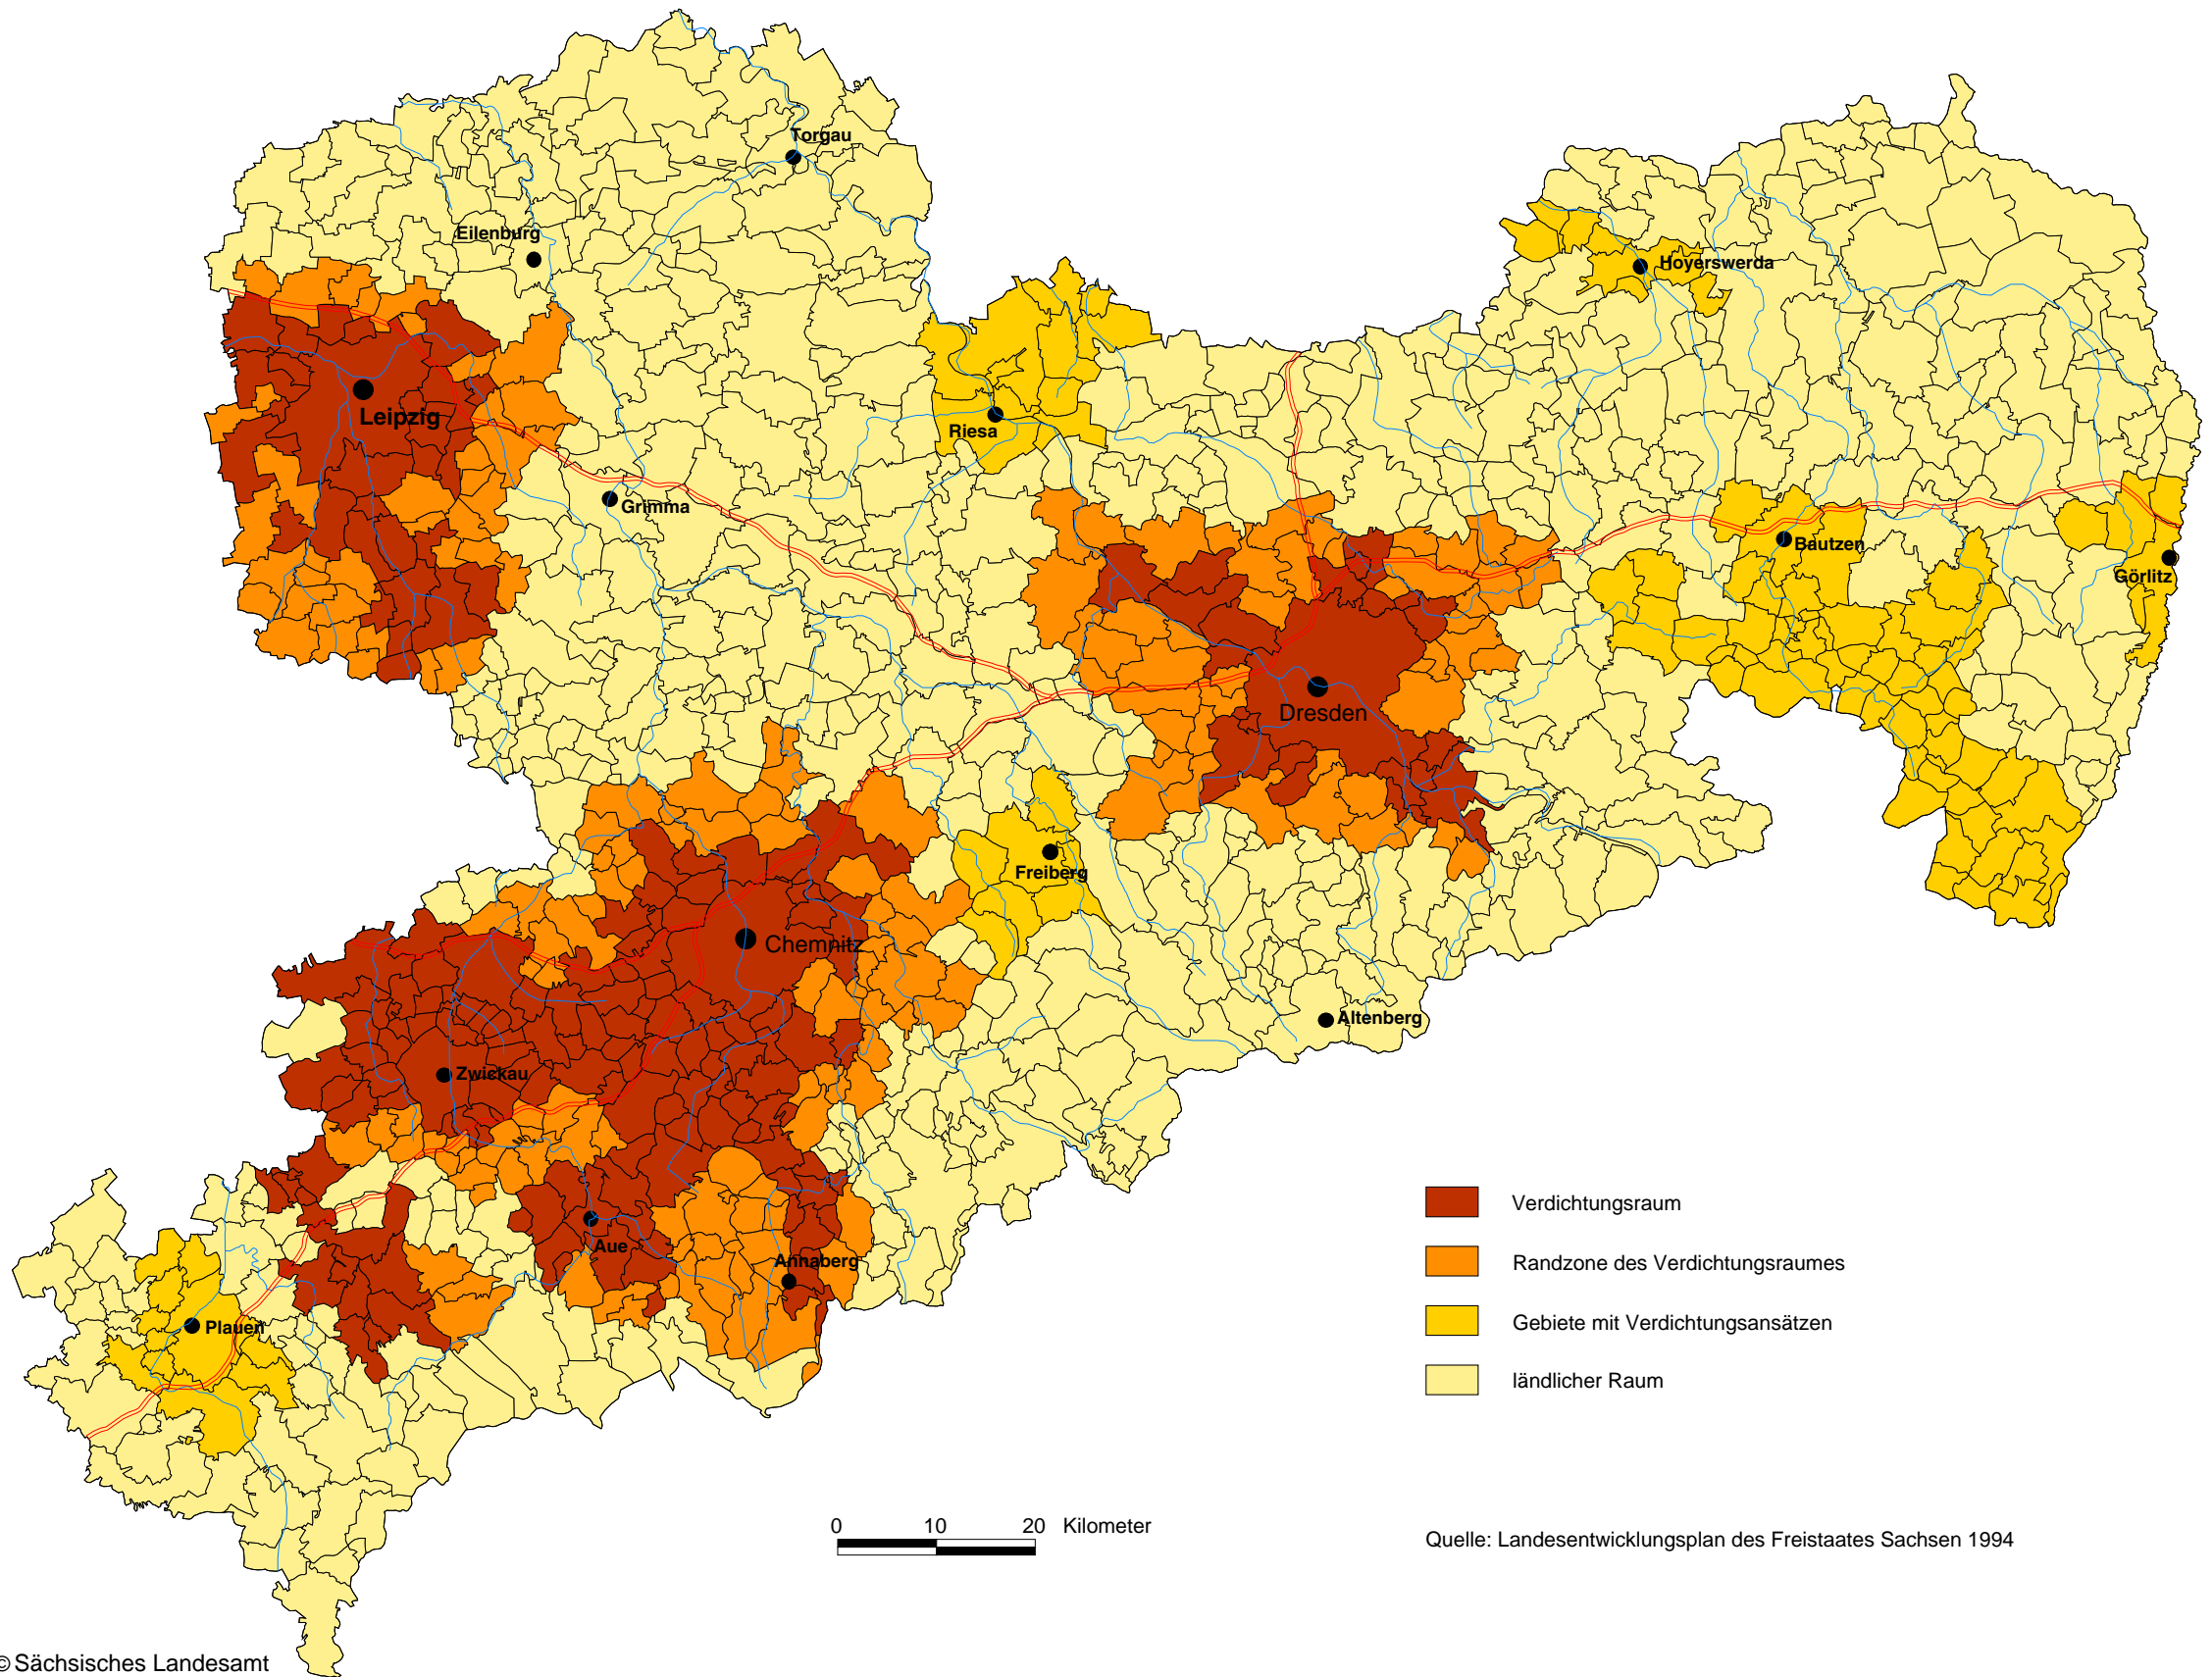 Torgau
Eilenburg
Hoyerswerda
Leipzig
Riesa
Grimma
Bautzen
Görlitz
Dresden
Freiberg
Chemnitz
Altenberg
Zwickau
Aue
Annaberg
Plauen
Verdichtungsraum
Randzone des Verdichtungsraumes
Gebiete mit Verdichtungsansätzen
ländlicher Raum
0 10 20 Kilometer
Quelle: Landesentwicklungsplan des Freistaates Sachsen 1994
© Sächsisches Landesamt